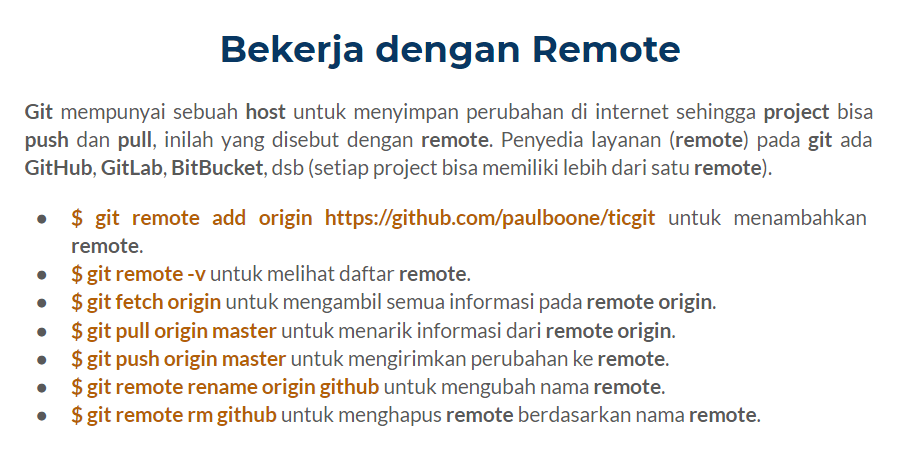 Bekerja dengan Remote
Git mempunyai sebuah host untuk menyimpan perubahan di internet sehingga project bisa
push dan pull, inilah yang disebut dengan remote. Penyedia layanan (remote) pada git ada
GitHub, GitLab, BitBucket, dsb (setiap project bisa memiliki lebih dari satu remote).
● $ git remote add origin https://github.com/paulboone/ticgit untuk menambahkan
remote.
● $ git remote -v untuk melihat daftar remote.
● $ git fetch origin untuk mengambil semua informasi pada remote origin.
● $ git pull origin master untuk menarik informasi dari remote origin.
● $ git push origin master untuk mengirimkan perubahan ke remote.
● $ git remote rename origin github untuk mengubah nama remote.
● $ git remote rm github untuk menghapus remote berdasarkan nama remote.